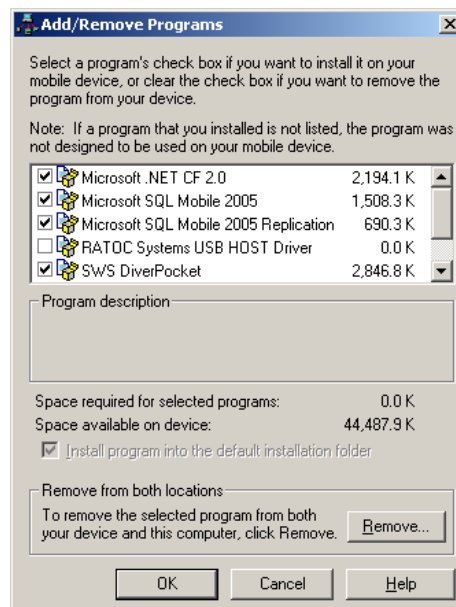 Add/Remove Programs
Select a program's check box if you want to install it on your
mobile device, or clear the check box if you want to remove the
program from your device.
Note:  If a program that you installed is not listed, the program was
not designed to be used on your mobile device.
Microsoft .NET CF 2.0 2,194.1 K
Microsoft SQL Mobile 2005 1,508.3 K
Microsoft SQL Mobile 2005 Replication 690.3 K
RATOC Systems USB HOST Driver 0.0 K
SWS DiverPocket 2,846.8 K
Program description
Space required for selected programs: 0.0 K
Space available on device: 44,487.9 K
Install program into the default installation folder
Remove from both locations
To remove the selected program from both
your device and this computer, click Remove.
Remove...
OK Cancel Help